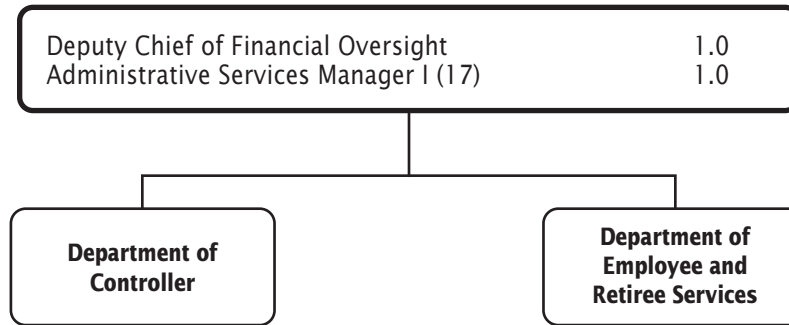 Deputy Chief of Financial Oversight 1.0
Administrative Services Manager I (17) 1.0
Department of
Controller
Department of
Employee and
Retiree Services